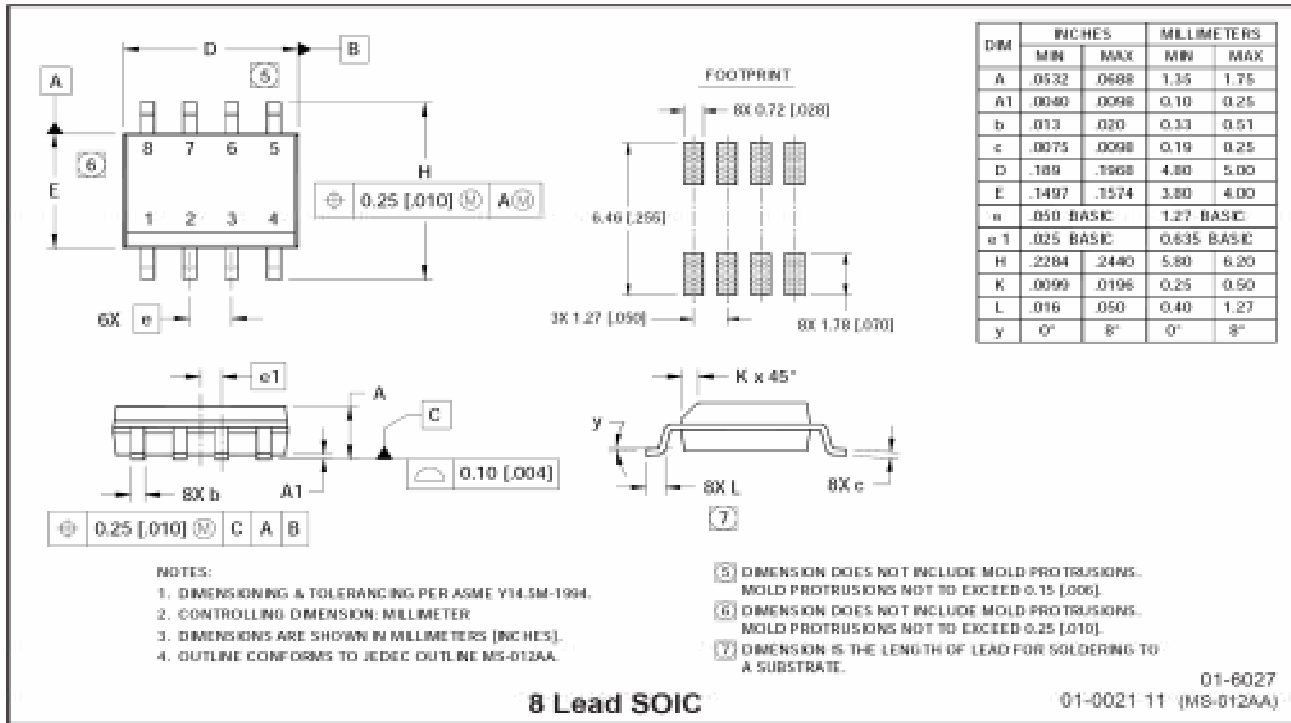 D
B
5
A
8 7 6 5
6
E
H
⌖ 0.25 [.010] Ⓜ A Ⓜ
1 2 3 4
6X e
FOOTPRINT
8X 0.72 [.028]
6.46 [.255]
3X 1.27 [.050]
8X 1.78 [.070]
DIM INCHES MILLIMETERS
MIN MAX MIN MAX
A .0532 .0688 1.35 1.75
A1 .0040 .0098 0.10 0.25
b .013 .020 0.33 0.51
c .0075 .0098 0.19 0.25
D .189 .1968 4.80 5.00
E .1497 .1574 3.80 4.00
e .050 BASIC 1.27 BASIC
e 1 .025 BASIC 0.635 BASIC
H .2284 .2440 5.80 6.20
K .0099 .0196 0.25 0.50
L .016 .050 0.40 1.27
y 0° 8° 0° 8°
e1
A
C
0.10 [.004]
8X b
A1
⌖ 0.25 [.010] Ⓜ C A B
K x 45°
y
8X L
8X c
7
NOTES:
1. DIMENSIONING & TOLERANCING PER ASME Y14.5M-1994.
2. CONTROLLING DIMENSION: MILLIMETER
3. DIMENSIONS ARE SHOWN IN MILLIMETERS [INCHES].
4. OUTLINE CONFORMS TO JEDEC OUTLINE MS-012AA.
5 DIMENSION DOES NOT INCLUDE MOLD PROTRUSIONS.
MOLD PROTRUSIONS NOT TO EXCEED 0.15 [.006].
6 DIMENSION DOES NOT INCLUDE MOLD PROTRUSIONS.
MOLD PROTRUSIONS NOT TO EXCEED 0.25 [.010].
7 DIMENSION IS THE LENGTH OF LEAD FOR SOLDERING TO
A SUBSTRATE.
8 Lead SOIC
01-6027
01-0021 11 (MS-012AA)